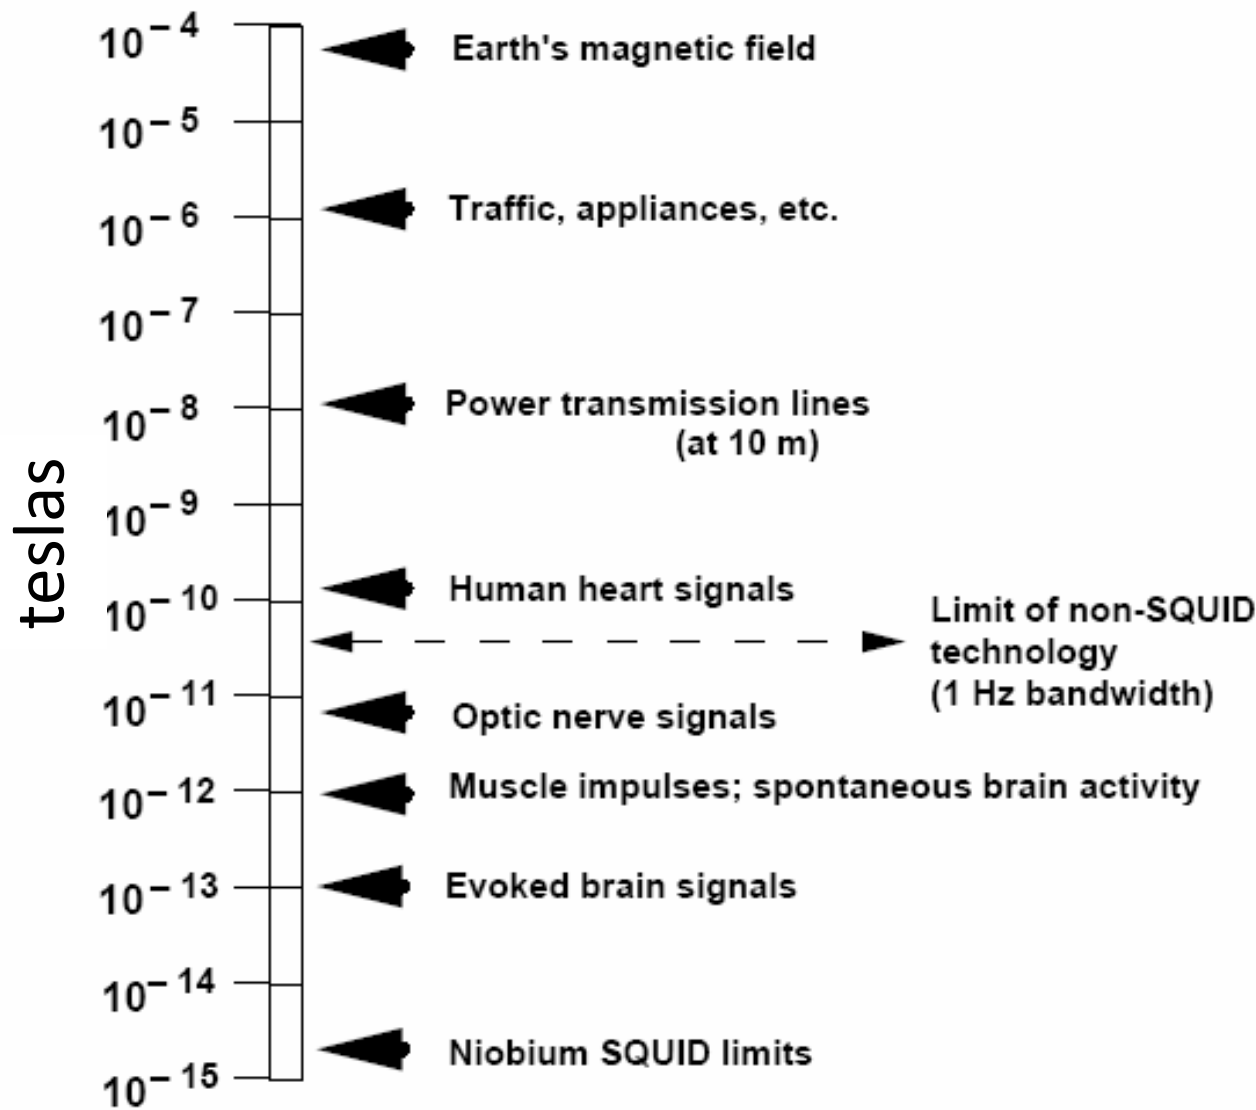 10⁻⁴
Earth's magnetic field
10⁻⁵
Traffic, appliances, etc.
10⁻⁶
10⁻⁷
Power transmission lines
(at 10 m)
10⁻⁸
teslas
10⁻⁹
Human heart signals
10⁻¹⁰
Limit of non-SQUID
technology
(1 Hz bandwidth)
10⁻¹¹
Optic nerve signals
10⁻¹²
Muscle impulses; spontaneous brain activity
10⁻¹³
Evoked brain signals
10⁻¹⁴
Niobium SQUID limits
10⁻¹⁵